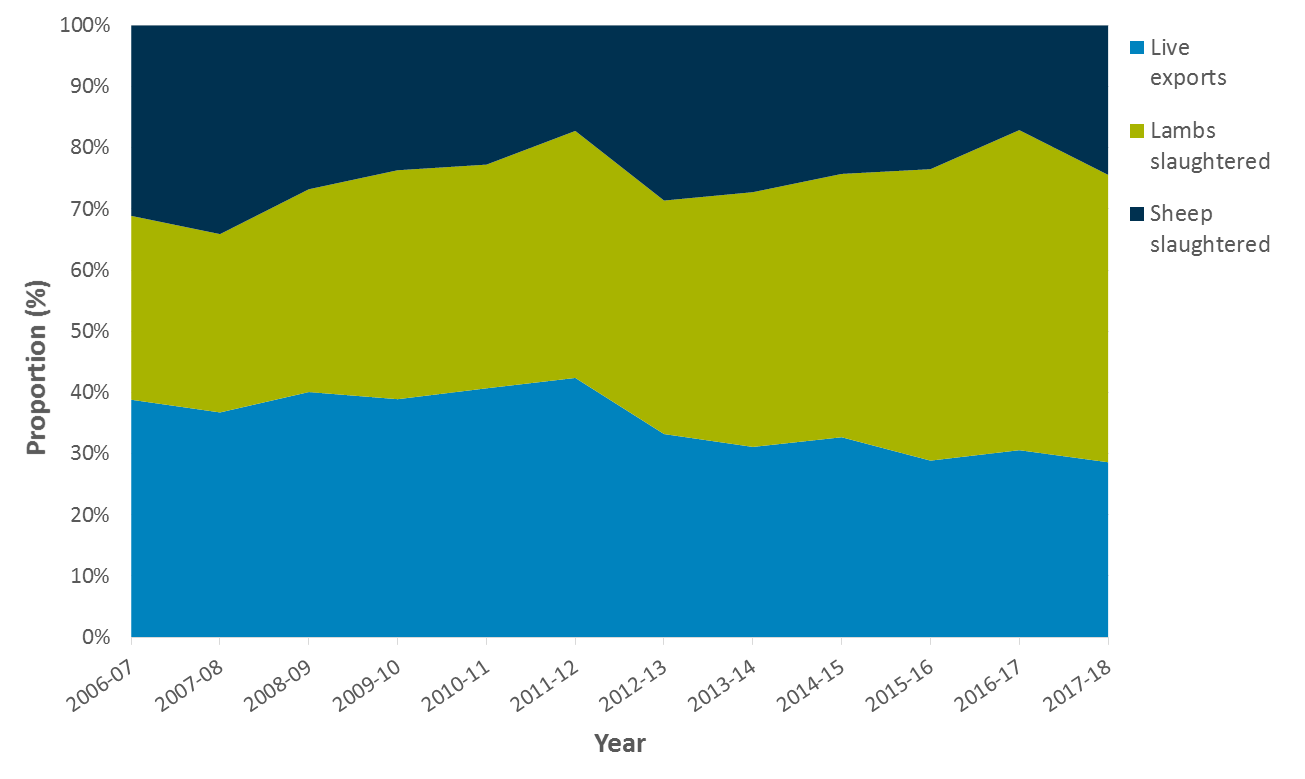 100%
90%
80%
70%
60%
50%
40%
30%
20%
10%
0%
Proportion (%)
2006-07
2007-08
2008-09
2009-10
2010-11
2011-12
2012-13
2013-14
2014-15
2015-16
2016-17
2017-18
Year
Live
exports
Lambs
slaughtered
Sheep
slaughtered